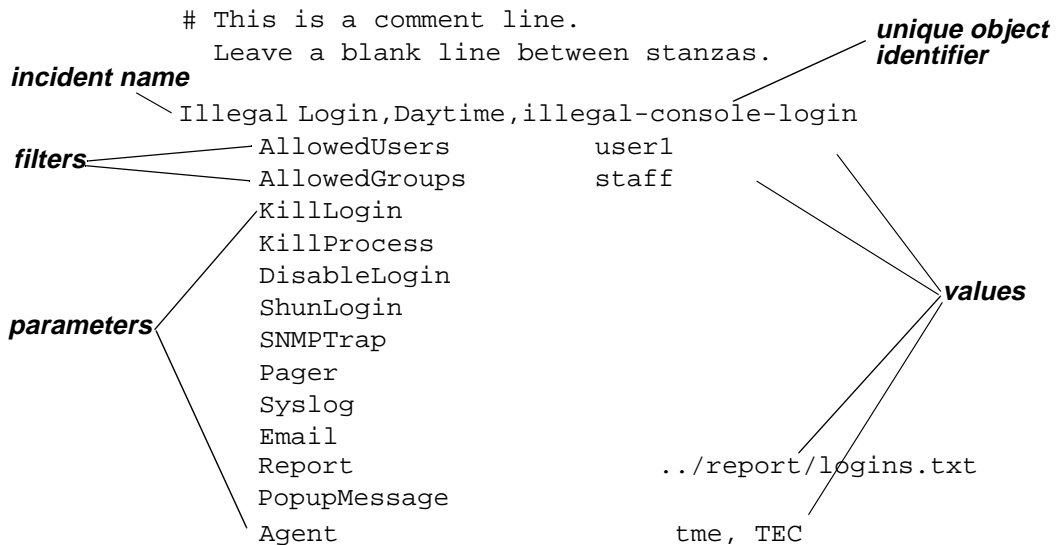 # This is a comment line.
unique object
identifier
Leave a blank line between stanzas.
incident name
Illegal Login,Daytime,illegal-console-login
filters
AllowedUsers user1
AllowedGroups staff
KillLogin
KillProcess
DisableLogin
values
ShunLogin
parameters
SNMPTrap
Pager
Syslog
Email
Report ../report/logins.txt
PopupMessage
Agent tme, TEC